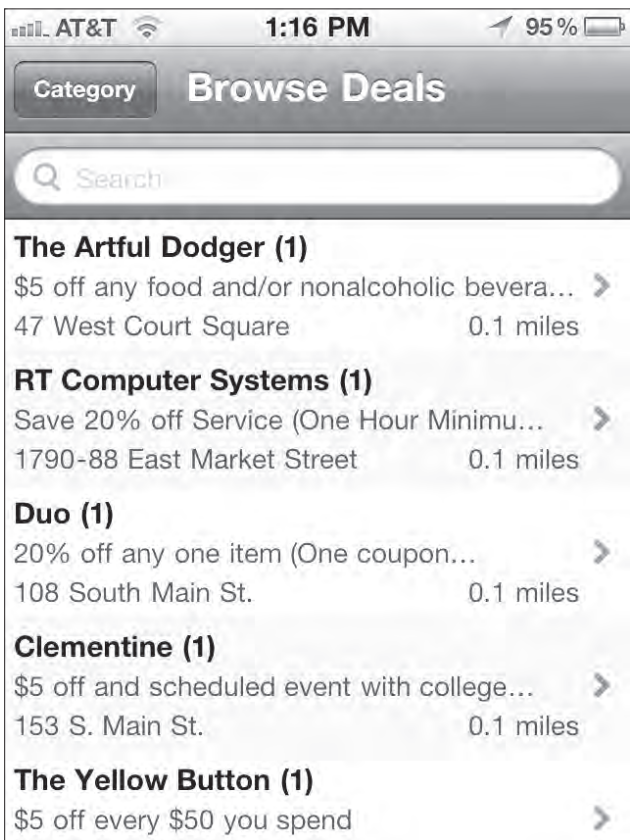 AT&T 1:16 PM 95%
Category Browse Deals
Search
The Artful Dodger (1)
$5 off any food and/or nonalcoholic bevera...
47 West Court Square 0.1 miles
RT Computer Systems (1)
Save 20% off Service (One Hour Minimu...
1790-88 East Market Street 0.1 miles
Duo (1)
20% off any one item (One coupon...
108 South Main St. 0.1 miles
Clementine (1)
$5 off and scheduled event with college...
153 S. Main St. 0.1 miles
The Yellow Button (1)
$5 off every $50 you spend